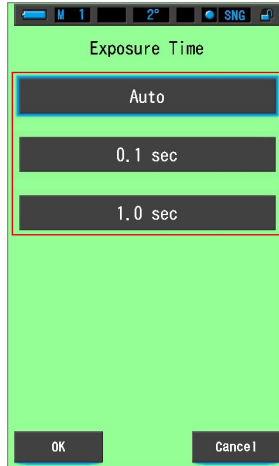 M 1 2° SNG
Exposure Time
Auto
0.1 sec
1.0 sec
OK Cancel